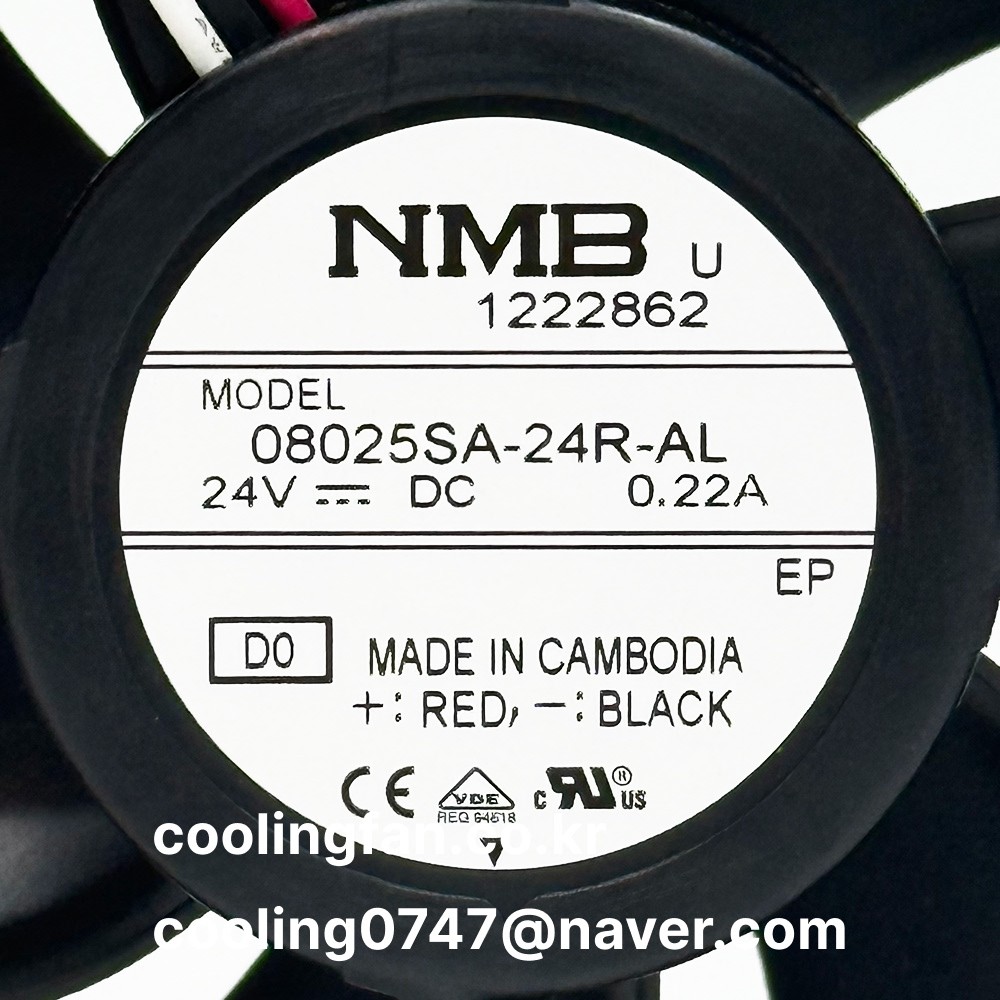 NMB U
1222862
MODEL
08025SA-24R-AL
24V ⎓ DC 0.22A
EP
D0 MADE IN CAMBODIA
+: RED, −: BLACK
CE VDE c RU ® US
REG 64518
coolingfan.co.kr
cooling0747@naver.com